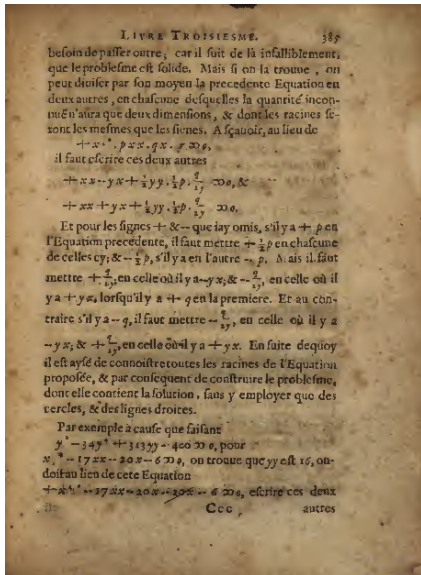 LIVRE TROISIESME. 385
besoin de passer outre, car il suit de là infalliblement,
que le problesme est solide. Mais si on la trouue, on
peut diuiser par son moyen la precedente Equation en
deux autres, en chascune desquelles la quantité incon-
nuë n'aura que deux dimensions, & dont les racines se-
ront les mesmes que les sienes. A sçauoir, au lieu de
+x⁴*.pxx.qx.r ꝏ 0,
il faut escrire ces deux autres
+xx--yx+½yy.½p.q/2y ꝏ 0, &
+xx+yx+½yy.½p.q/2y ꝏ 0.
Et pour les signes + & -- que iay omis, s'il y a + p en
l'Equation precedente, il faut mettre + ½p en chascune
de celles cy; & -- ½p, s'il y a en l'autre -- p. Mais il faut
mettre + q/2y, en celle où il y a--yx; & -- q/2y, en celle où il
y a + yx, lorsqu'il y a + q en la premiere. Et au con-
traire s'il y a -- q, il faut mettre -- q/2y, en celle où il y a
--yx; & + q/2y, en celle où il y a + yx. En suite dequoy
il est aysé de connoistre toutes les racines de l'Equation
proposée, & par consequent de construire le problesme,
dont elle contient la solution, sans y employer que des
cercles, & des lignes droites.
Par exemple à cause que faisant
y⁶--34y⁴+313yy--400 ꝏ 0, pour
x⁴*--17xx--20x--6 ꝏ 0, on trouue que yy est 16, on-
doit au lieu de cete Equation
+x⁴*--17xx--20x--20x--6 ꝏ 0, escrire ces deux
Ccc autres